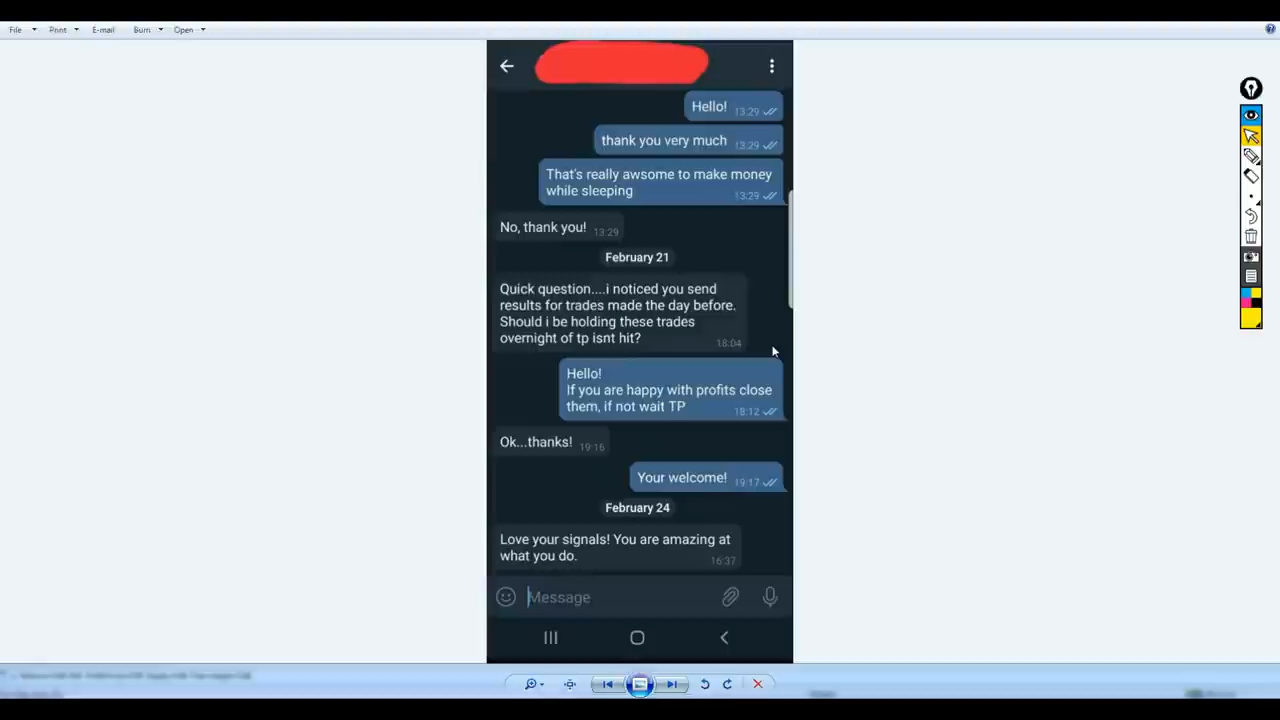 File Print E-mail Burn Open
Hello! 13:29
thank you very much 13:29
That's really awsome to make money
while sleeping 13:29
No, thank you! 13:29
February 21
Quick question....i noticed you send
results for trades made the day before.
Should i be holding these trades
overnight of tp isnt hit? 18:04
Hello!
If you are happy with profits close
them, if not wait TP 18:12
Ok...thanks! 19:16
Your welcome! 19:17
February 24
Love your signals! You are amazing at
what you do. 16:37
Message